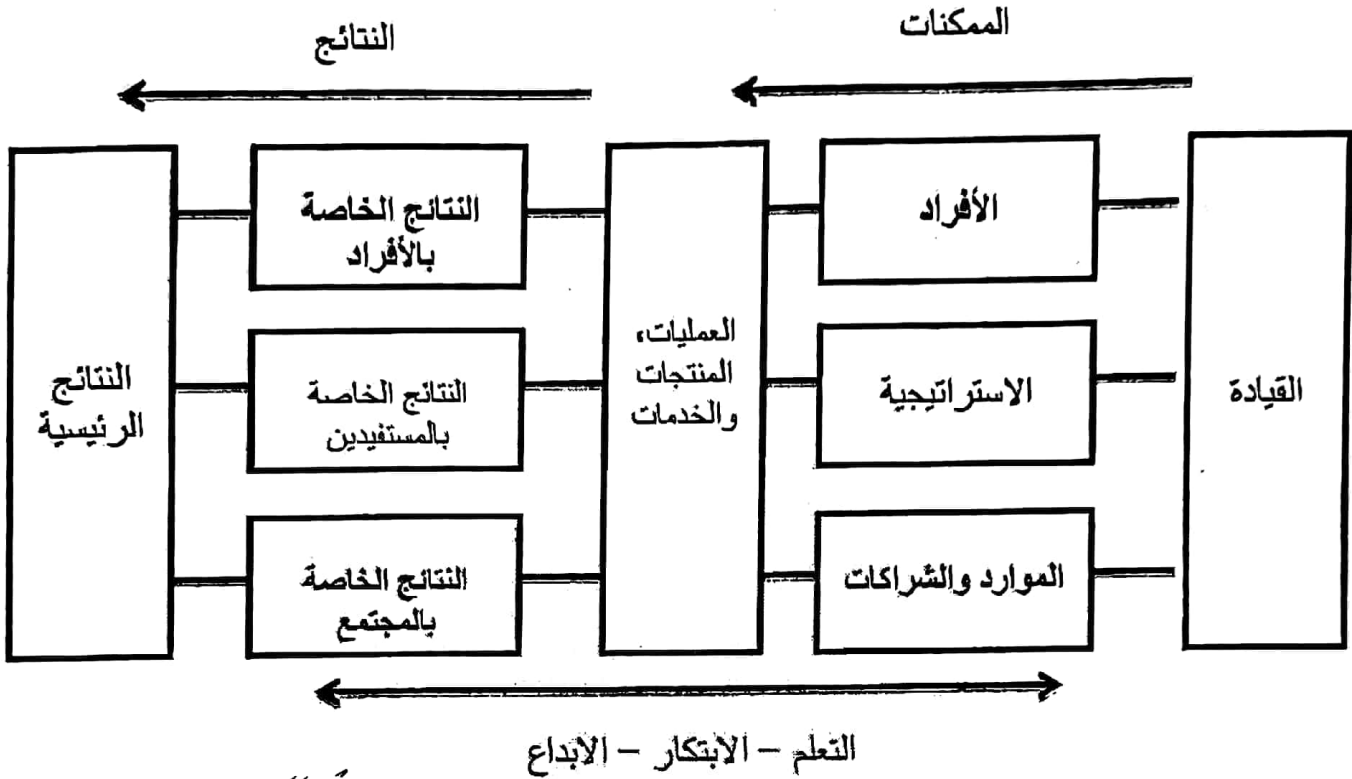 الممكنات
النتائج
القيادة
الأفراد
الاستراتيجية
الموارد والشراكات
العمليات،
المنتجات
والخدمات
النتائج الخاصة
بالأفراد
النتائج الخاصة
بالمستفيدين
النتائج الخاصة
بالمجتمع
النتائج
الرئيسية
التعلم – الابتكار – الابداع